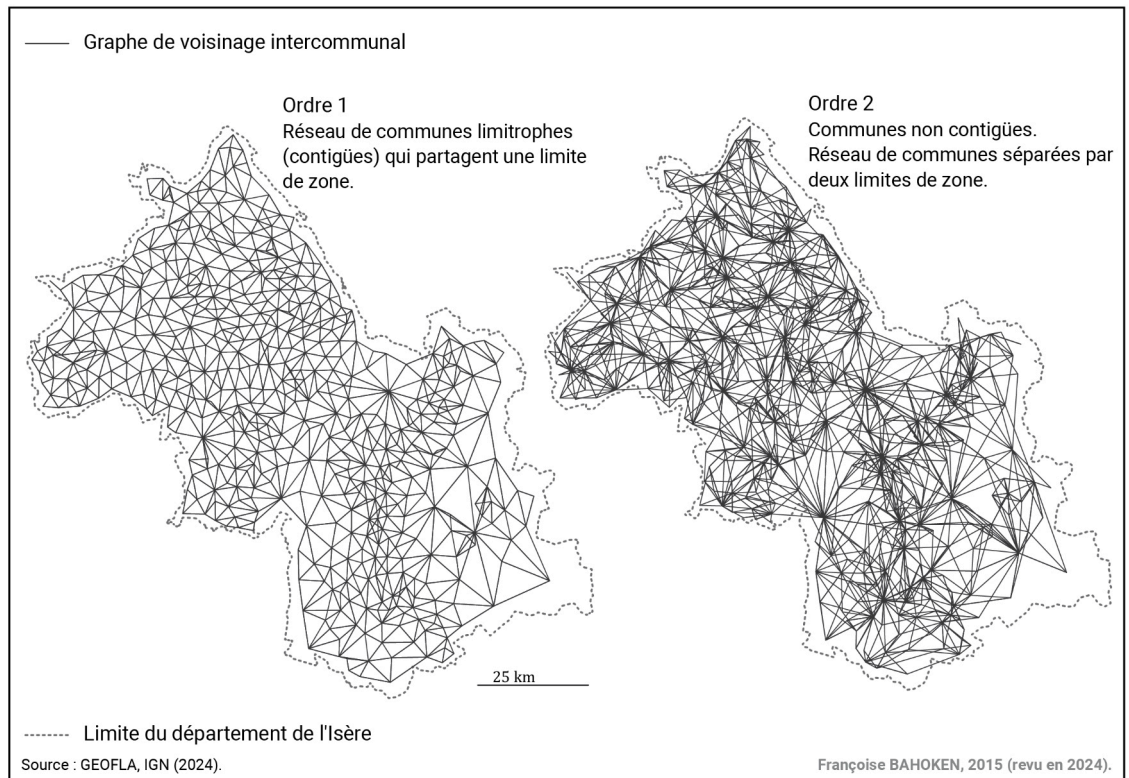 Graphe de voisinage intercommunal
Ordre 1
Réseau de communes limitrophes
(contigües) qui partagent une limite
de zone.
Ordre 2
Communes non contigües.
Réseau de communes séparées par
deux limites de zone.
25 km
Limite du département de l'Isère
Source : GEOFLA, IGN (2024).
Françoise BAHOKEN, 2015 (revu en 2024).